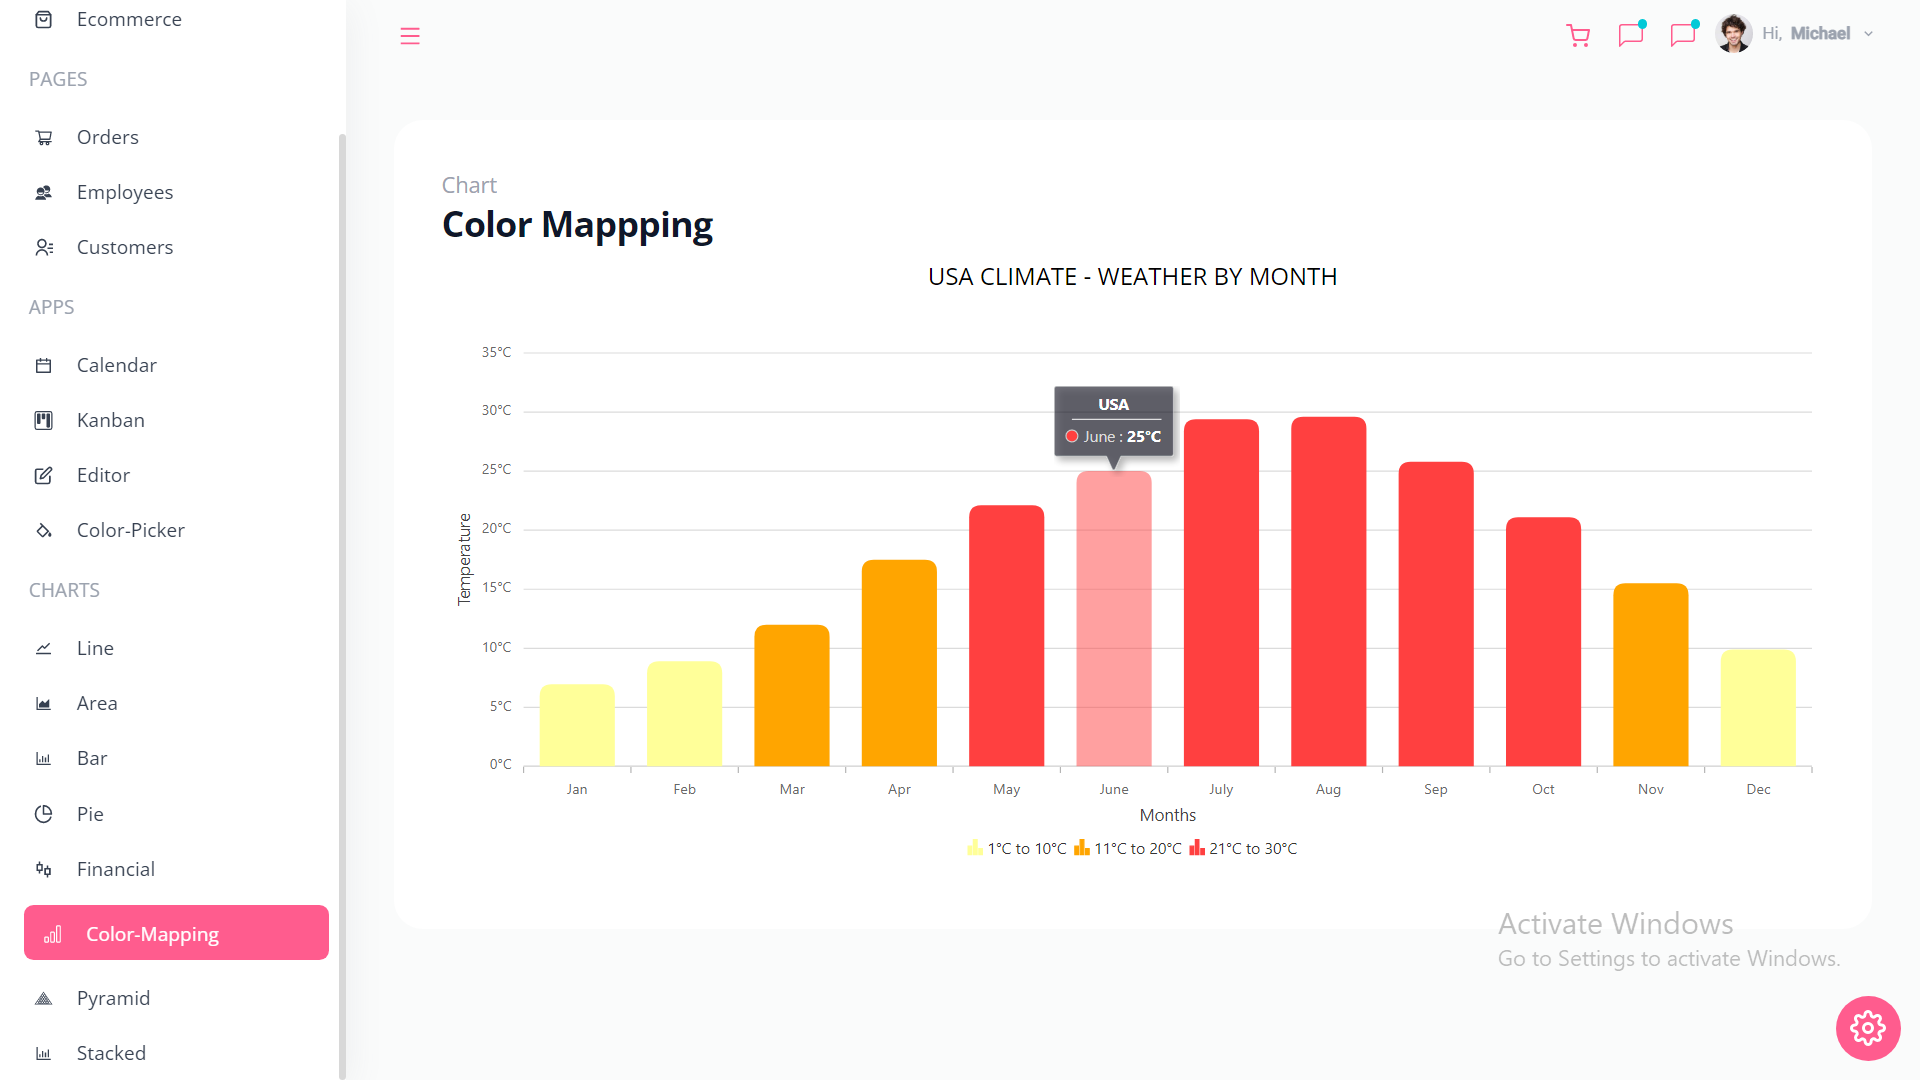 Ecommerce
PAGES
Orders
Employees
Customers
APPS
Calendar
Kanban
Editor
Color-Picker
CHARTS
Line
Area
Bar
Pie
Financial
Color-Mapping
Pyramid
Stacked
Hi, Michael
Chart
Color Mappping
USA CLIMATE - WEATHER BY MONTH
35°C
30°C
25°C
20°C
15°C
10°C
5°C
0°C
Temperature
USA
June : 25°C
Jan Feb Mar Apr May June July Aug Sep Oct Nov Dec
Months
1°C to 10°C 11°C to 20°C 21°C to 30°C
Activate Windows
Go to Settings to activate Windows.